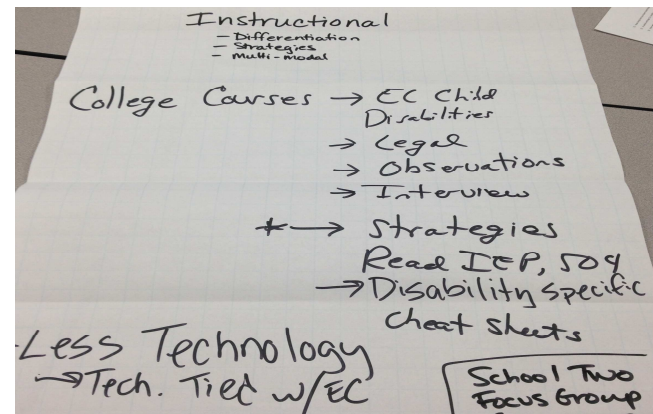 Instructional
- Differentiation
- Strategies
- Multi-modal
College Courses → EC Child
Disabilities
→ Legal
→ Observations
→ Interview
*→ Strategies
Read IEP, 504
→ Disability specific
cheat sheets
-Less Technology
→Tech. Tied w/EC
School Two
Focus Group